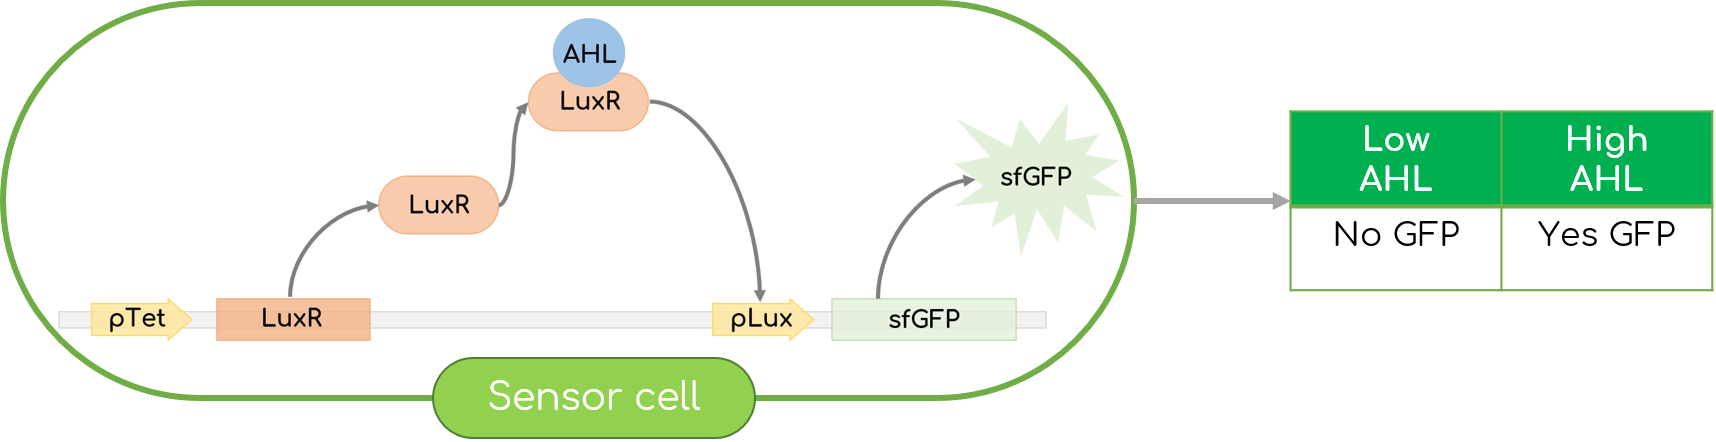 AHL
LuxR
LuxR
sfGFP
pTet
LuxR
pLux
sfGFP
Sensor cell
Low
AHL
High
AHL
No GFP
Yes GFP